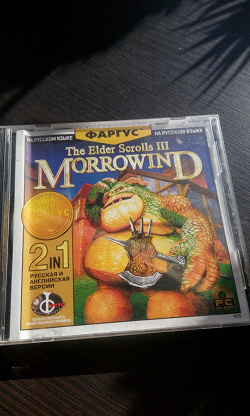 НА РУССКОМ ЯЗЫКЕ
ФАРГУС
НА РУССКОМ ЯЗЫКЕ
The Elder Scrolls III
MORROWIND
2 IN 1
РУССКАЯ И
АНГЛИЙСКАЯ
ВЕРСИИ
PC